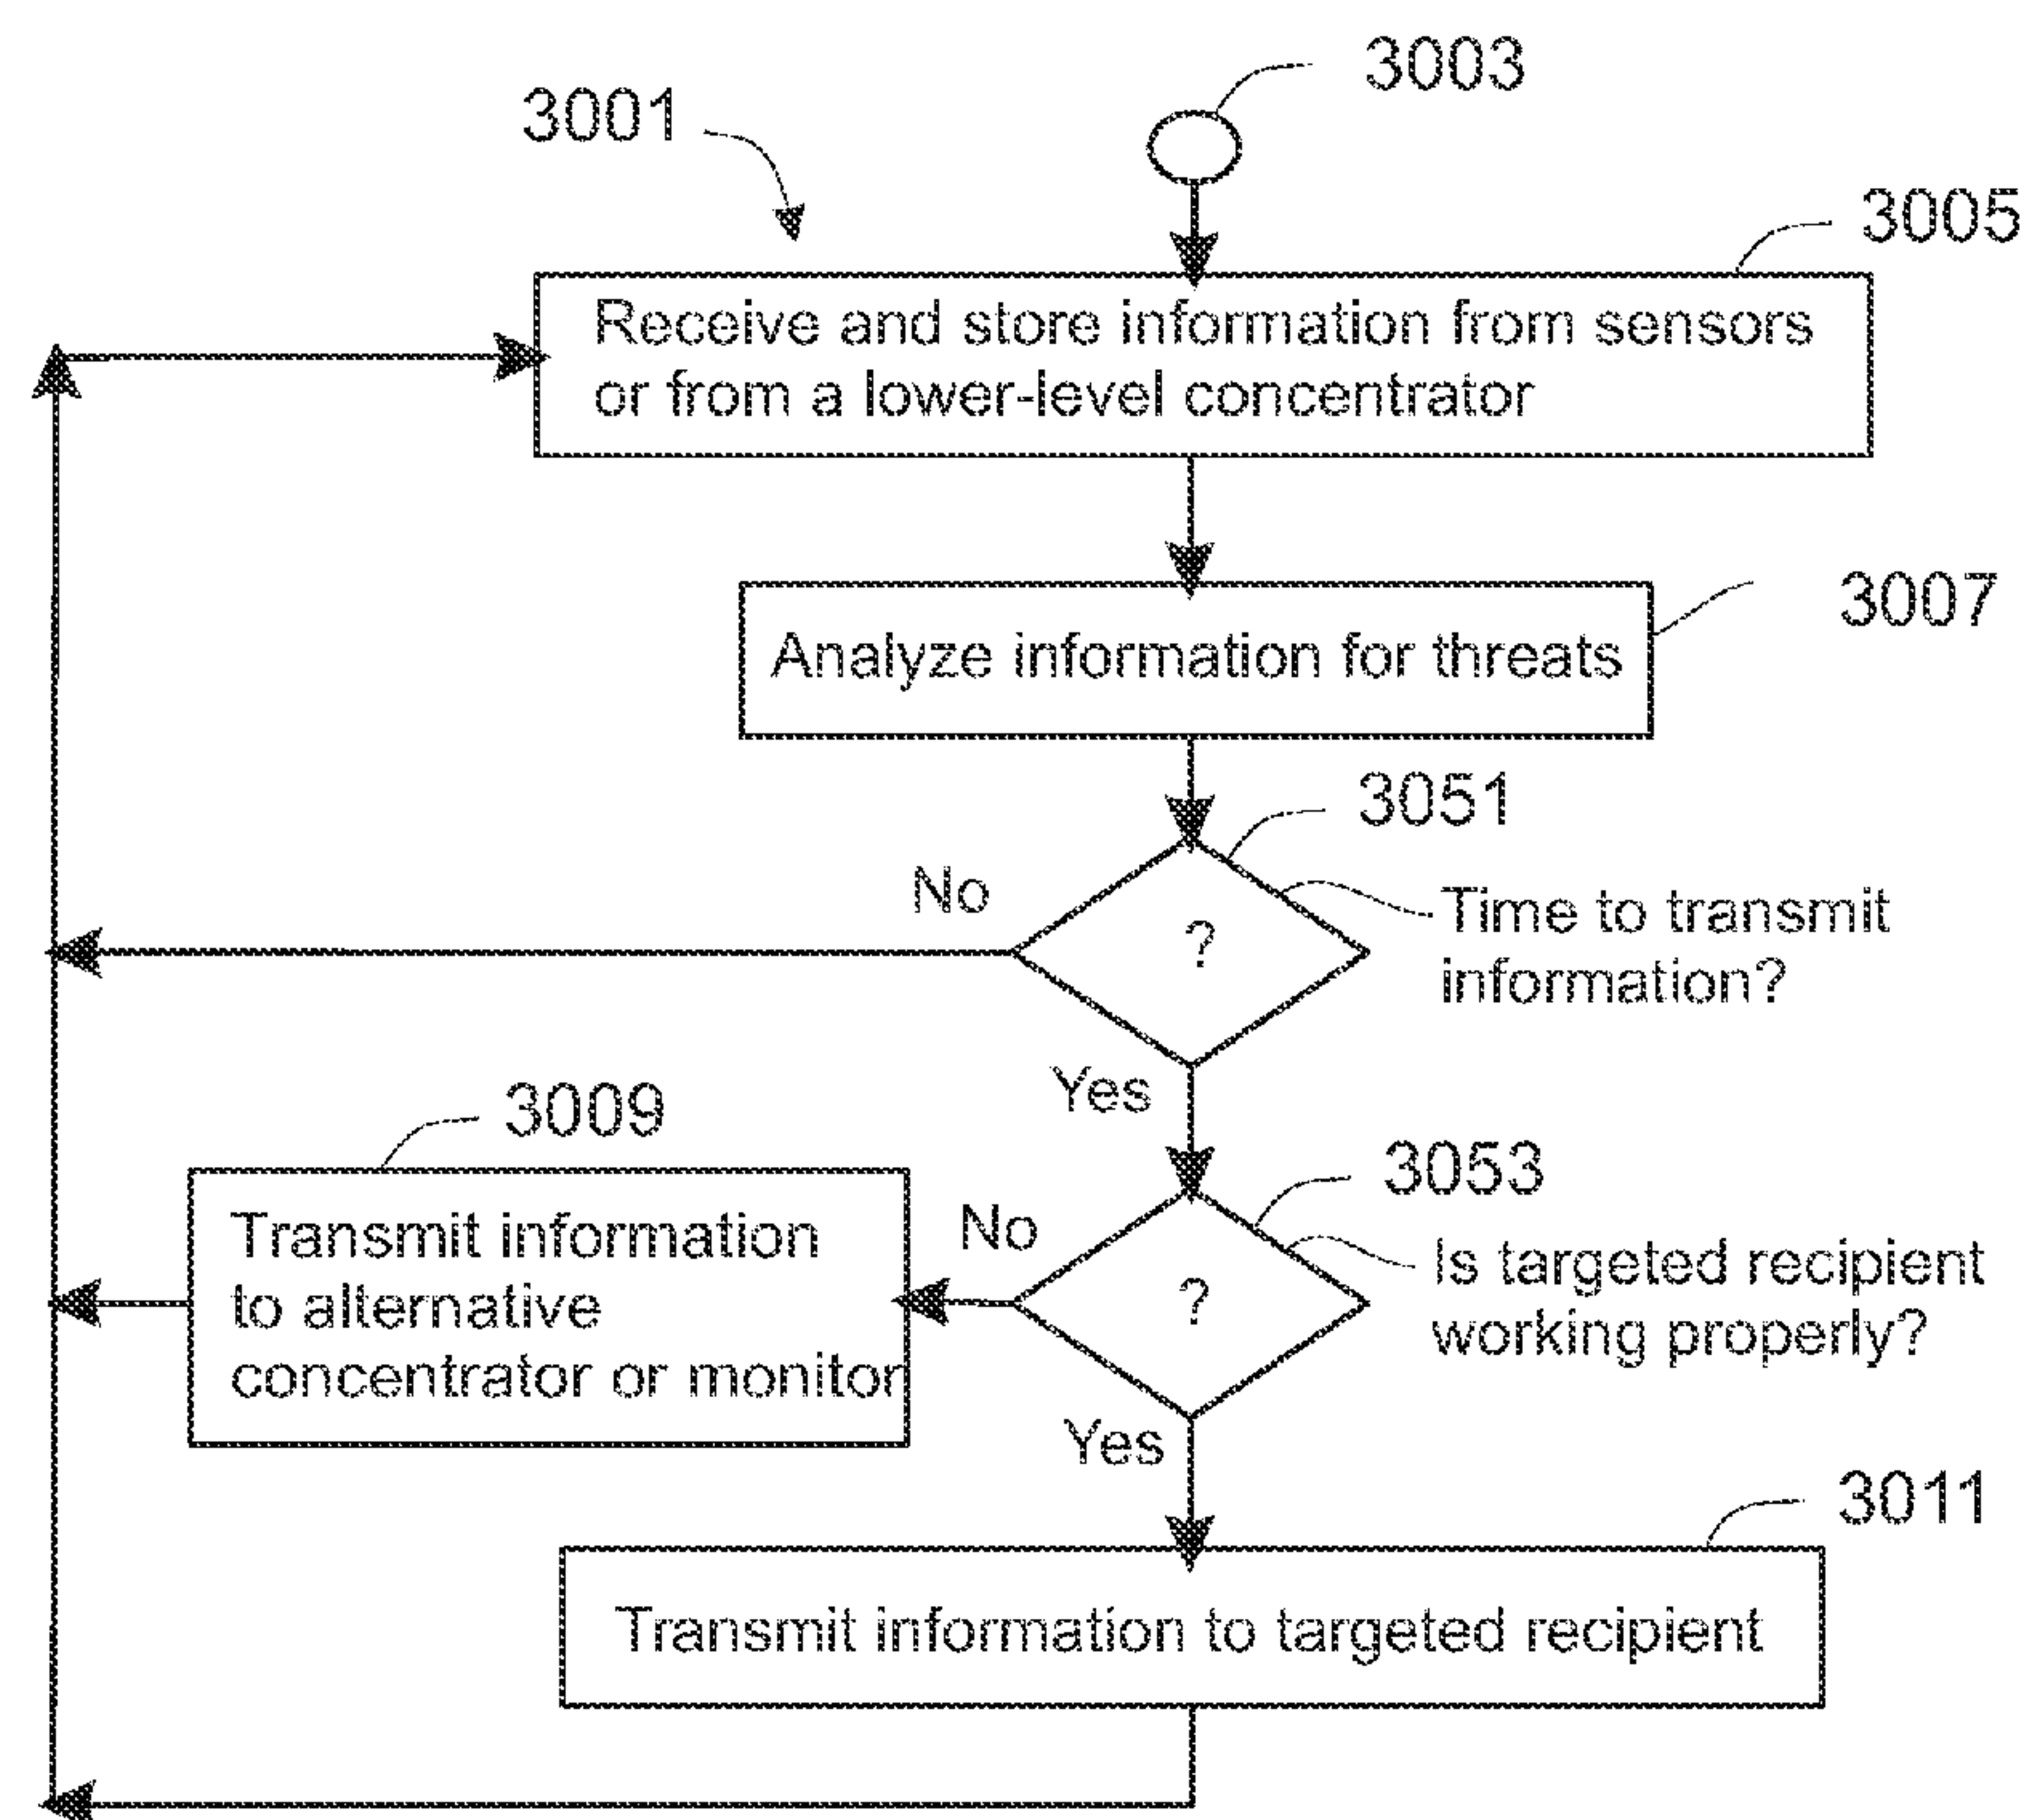 3003
3001
3005
Receive and store information from sensors
or from a lower-level concentrator
3007
Analyze information for threats
3051
No
?
Time to transmit
information?
Yes
3009
3053
Transmit information
to alternative
concentrator or monitor
No
?
Is targeted recipient
working properly?
Yes
3011
Transmit information to targeted recipient